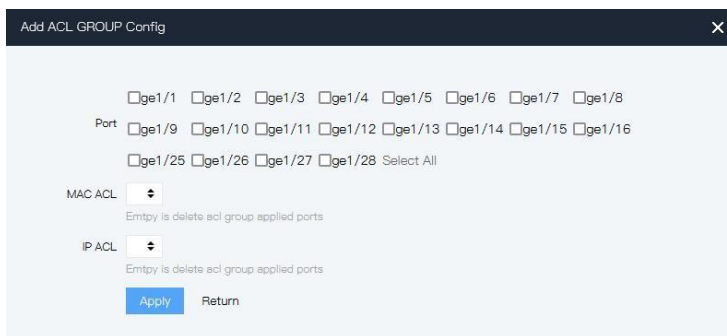 Add ACL GROUP Config
ge1/1 ge1/2 ge1/3 ge1/4 ge1/5 ge1/6 ge1/7 ge1/8
Port ge1/9 ge1/10 ge1/11 ge1/12 ge1/13 ge1/14 ge1/15 ge1/16
ge1/25 ge1/26 ge1/27 ge1/28 Select All
MAC ACL
Emtpy is delete acl group applied ports
IP ACL
Emtpy is delete acl group applied ports
Apply Return